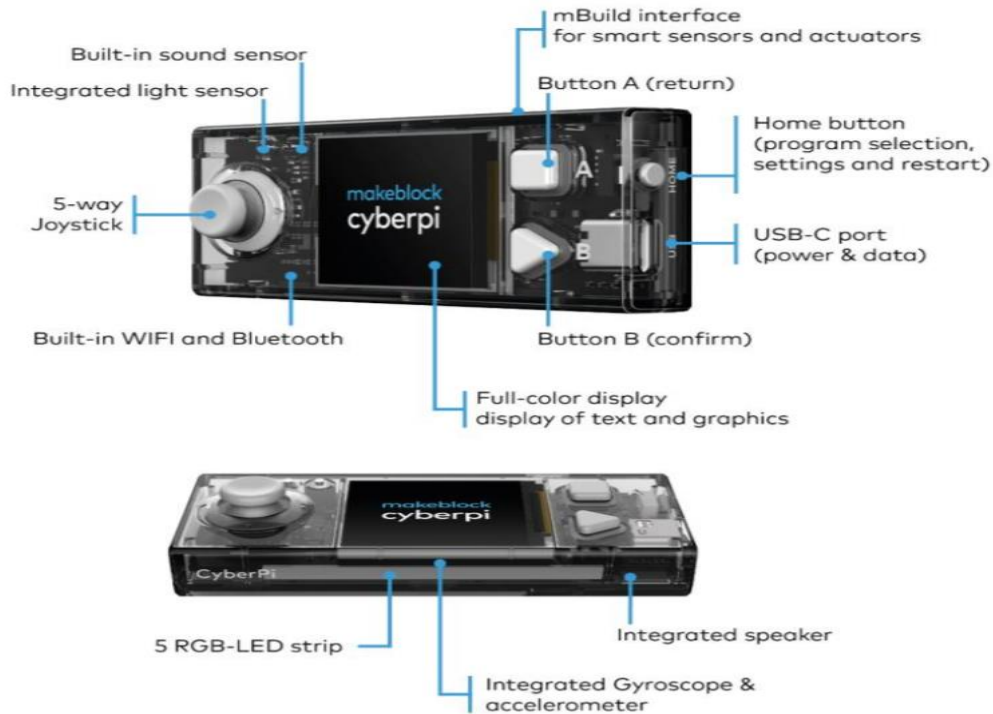 mBuild interface
for smart sensors and actuators
Built-in sound sensor
Integrated light sensor
Button A (return)
Home button
(program selection,
settings and restart)
A
HOME
makeblock
cyberpi
5-way
Joystick
B
USB-C port
(power & data)
Built-in WIFI and Bluetooth
Button B (confirm)
Full-color display
display of text and graphics
makeblock
cyberpi
CyberPi
5 RGB-LED strip
Integrated speaker
Integrated Gyroscope &
accelerometer